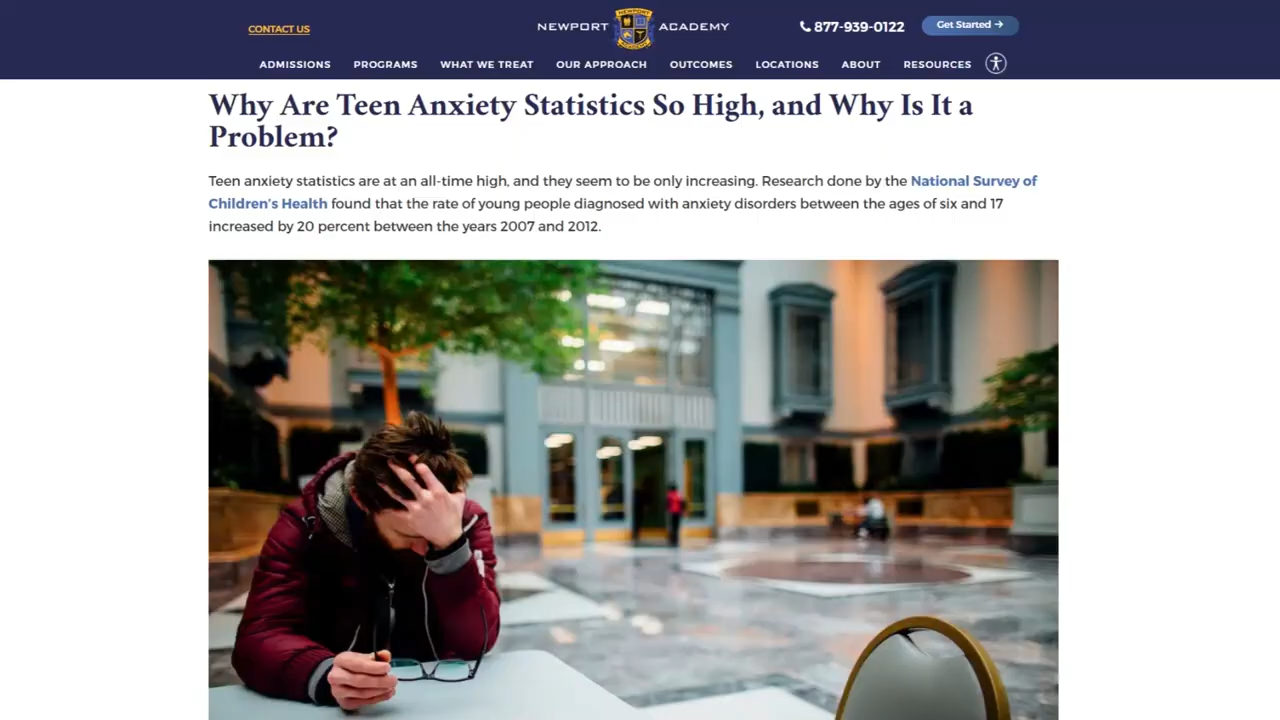 CONTACT US
NEWPORT ACADEMY
877-939-0122
Get Started →
ADMISSIONS PROGRAMS WHAT WE TREAT OUR APPROACH OUTCOMES LOCATIONS ABOUT RESOURCES
Why Are Teen Anxiety Statistics So High, and Why Is It a
Problem?
Teen anxiety statistics are at an all-time high, and they seem to be only increasing. Research done by the National Survey of
Children's Health found that the rate of young people diagnosed with anxiety disorders between the ages of six and 17
increased by 20 percent between the years 2007 and 2012.